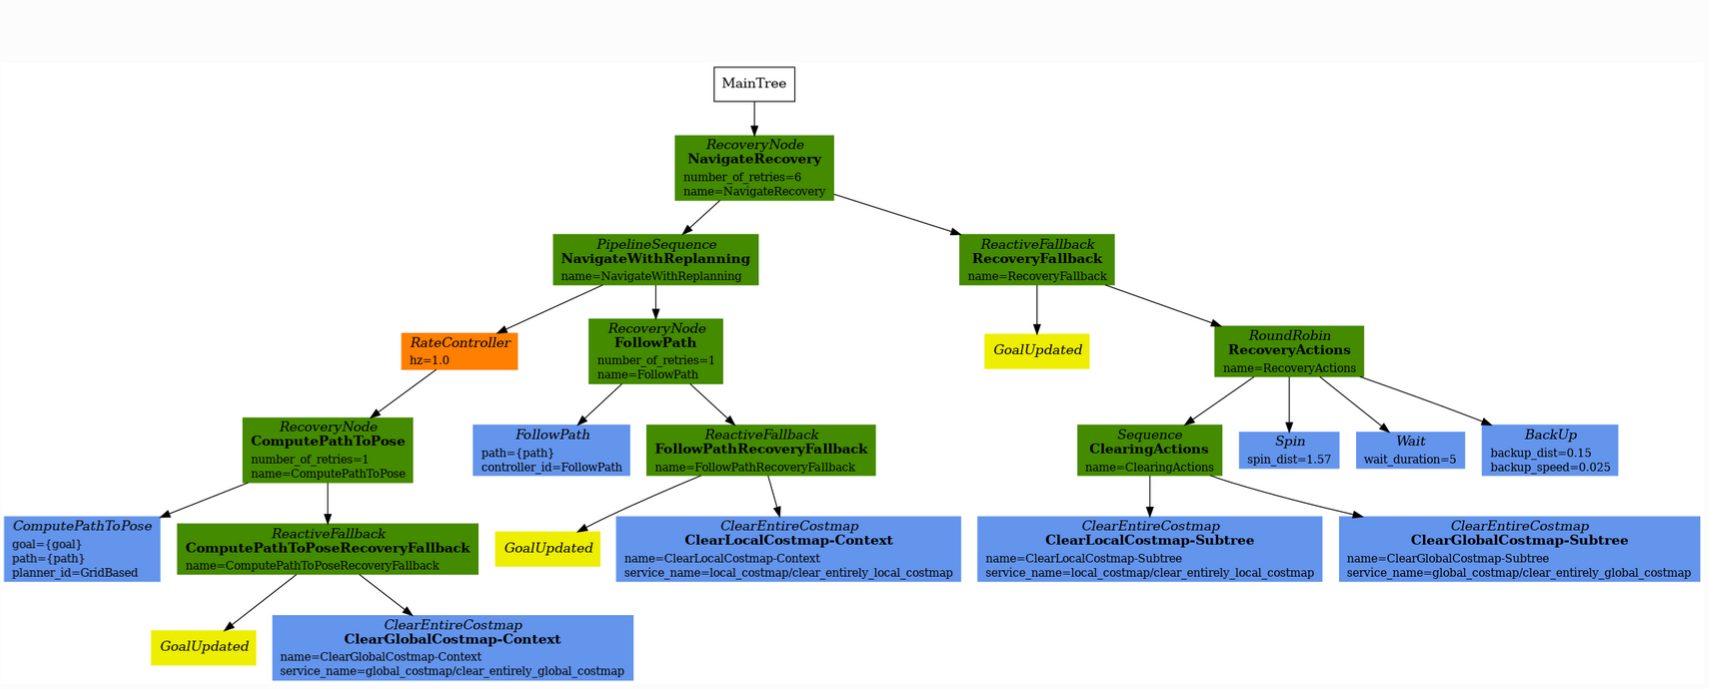 MainTree
RecoveryNode
NavigateRecovery
number_of_retries=6
name=NavigateRecovery
PipelineSequence
NavigateWithReplanning
name=NavigateWithReplanning
ReactiveFallback
RecoveryFallback
name=RecoveryFallback
RateController
hz=1.0
RecoveryNode
FollowPath
number_of_retries=1
name=FollowPath
GoalUpdated
RoundRobin
RecoveryActions
name=RecoveryActions
RecoveryNode
ComputePathToPose
number_of_retries=1
name=ComputePathToPose
FollowPath
path={path}
controller_id=FollowPath
ReactiveFallback
FollowPathRecoveryFallback
name=FollowPathRecoveryFallback
Sequence
ClearingActions
name=ClearingActions
Spin
spin_dist=1.57
Wait
wait_duration=5
BackUp
backup_dist=0.15
backup_speed=0.025
ComputePathToPose
goal={goal}
path={path}
planner_id=GridBased
ReactiveFallback
ComputePathToPoseRecoveryFallback
name=ComputePathToPoseRecoveryFallback
GoalUpdated
ClearEntireCostmap
ClearLocalCostmap-Context
name=ClearLocalCostmap-Context
service_name=local_costmap/clear_entirely_local_costmap
ClearEntireCostmap
ClearLocalCostmap-Subtree
name=ClearLocalCostmap-Subtree
service_name=local_costmap/clear_entirely_local_costmap
ClearEntireCostmap
ClearGlobalCostmap-Subtree
name=ClearGlobalCostmap-Subtree
service_name=global_costmap/clear_entirely_global_costmap
GoalUpdated
ClearEntireCostmap
ClearGlobalCostmap-Context
name=ClearGlobalCostmap-Context
service_name=global_costmap/clear_entirely_global_costmap